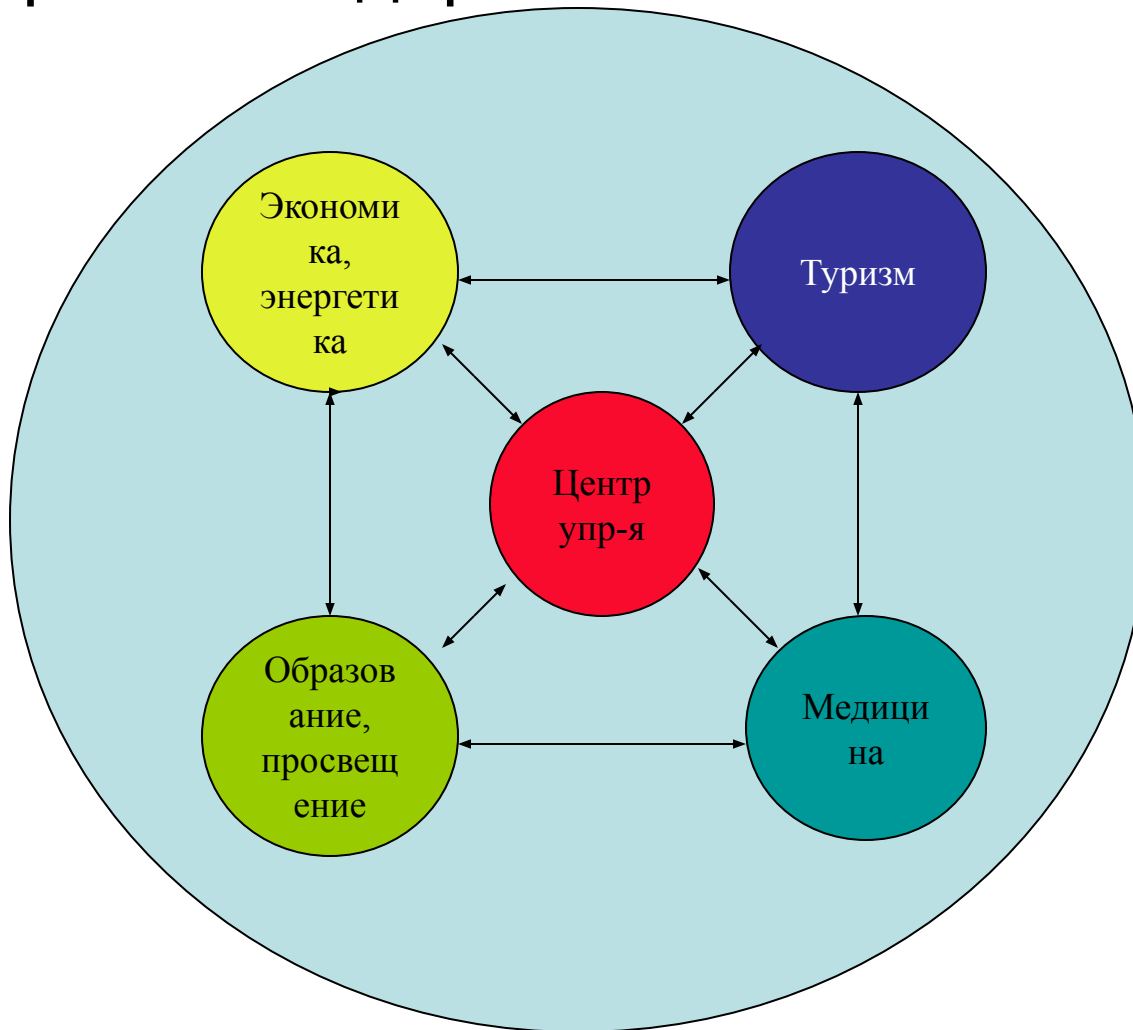 Экономи
ка,
энергети
ка
Туризм
Центр
упр-я
Образов
ание,
просвещ
ение
Медици
на